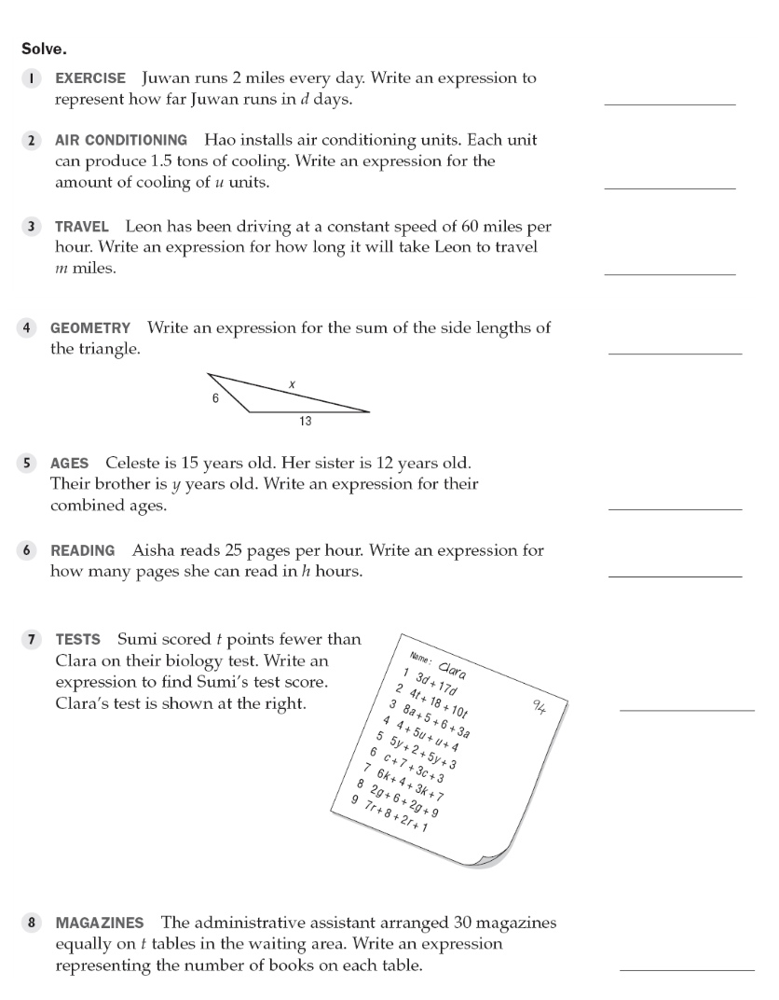 Solve.
1 EXERCISE Juwan runs 2 miles every day. Write an expression to
represent how far Juwan runs in d days.
2 AIR CONDITIONING Hao installs air conditioning units. Each unit
can produce 1.5 tons of cooling. Write an expression for the
amount of cooling of u units.
3 TRAVEL Leon has been driving at a constant speed of 60 miles per
hour. Write an expression for how long it will take Leon to travel
m miles.
4 GEOMETRY Write an expression for the sum of the side lengths of
the triangle.
x
6
13
5 AGES Celeste is 15 years old. Her sister is 12 years old.
Their brother is y years old. Write an expression for their
combined ages.
6 READING Aisha reads 25 pages per hour. Write an expression for
how many pages she can read in h hours.
7 TESTS Sumi scored t points fewer than
Clara on their biology test. Write an
expression to find Sumi's test score.
Clara's test is shown at the right.
Name: Clara
94
1 3d + 17d
2 4t + 18 + 10t
3 8a + 5 + 6 + 3a
4 4 + 5u + u + 4
5 5y + 2 + 5y + 3
6 c + 7 + 3c + 3
7 6k + 4 + 3k + 7
8 2g + 6 + 2g + 9
9 7r + 8 + 2r + 1
8 MAGAZINES The administrative assistant arranged 30 magazines
equally on t tables in the waiting area. Write an expression
representing the number of books on each table.